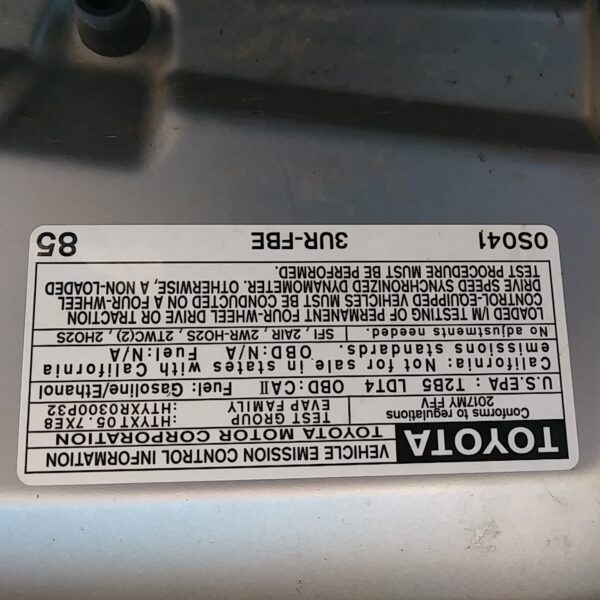 TOYOTA
VEHICLE EMISSION CONTROL INFORMATION
TOYOTA MOTOR CORPORATION
Conforms to regulations
2017MY FFV
TEST GROUP :HTYXT05.7XE8
EVAP FAMILY :HTYXR0300P32
U.S.EPA: T2B5 LDT4 OBD:CAII Fuel: Gasoline/Ethanol
California: Not for sale in states with California
emissions standards. OBD:N/A Fuel:N/A
No adjustments needed. SFI, 2AIR, 2WR-HO2S, 2TWC(2), 2HO2S
LOADED I/M TESTING OF PERMANENT FOUR-WHEEL DRIVE OR TRACTION
CONTROL-EQUIPPED VEHICLES MUST BE CONDUCTED ON A FOUR-WHEEL
DRIVE SPEED SYNCHRONIZED DYNAMOMETER. OTHERWISE, A NON-LOADED
TEST PROCEDURE MUST BE PERFORMED.
0S041 3UR-FBE 85